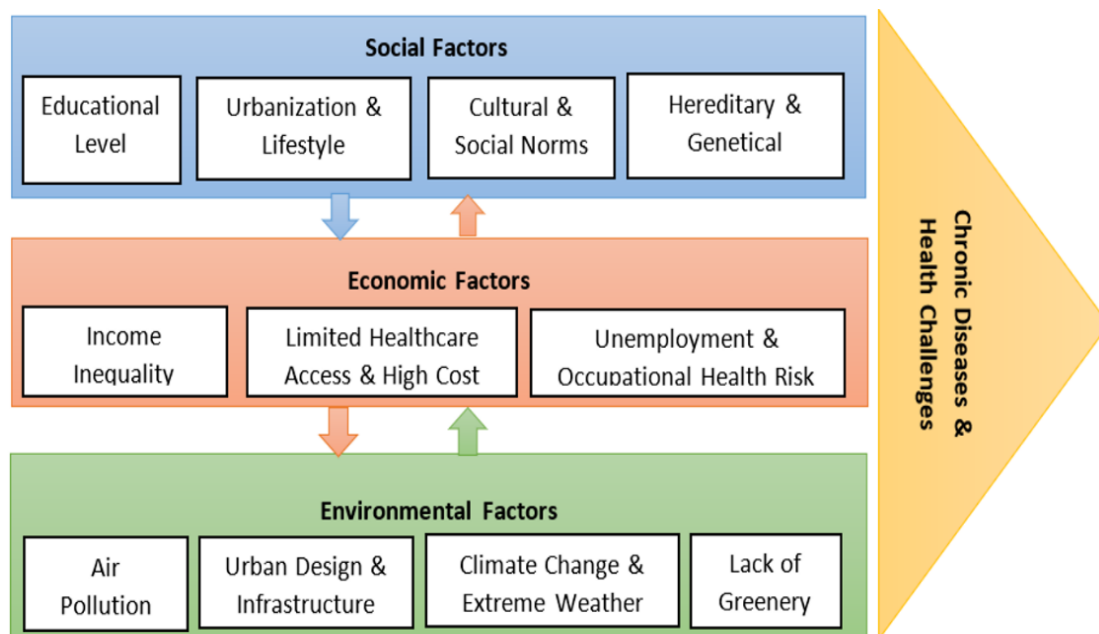 Social Factors
Educational
Level
Urbanization &
Lifestyle
Cultural &
Social Norms
Hereditary &
Genetical
Economic Factors
Income
Inequality
Limited Healthcare
Access & High Cost
Unemployment &
Occupational Health Risk
Environmental Factors
Air
Pollution
Urban Design &
Infrastructure
Climate Change &
Extreme Weather
Lack of
Greenery
Chronic Diseases &
Health Challenges